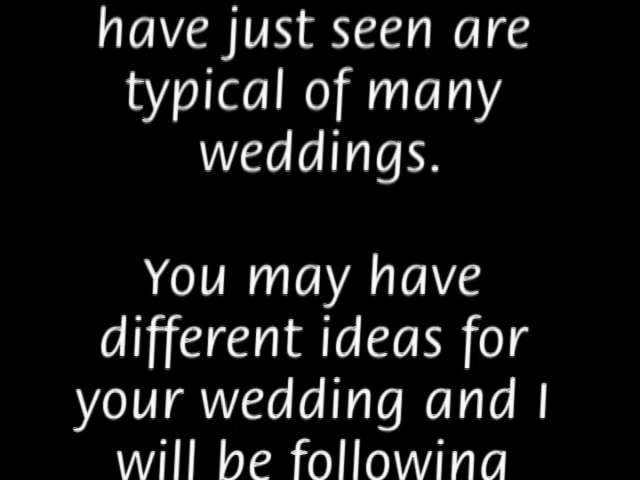 have just seen are
typical of many
weddings.
You may have
different ideas for
your wedding and I
will be following